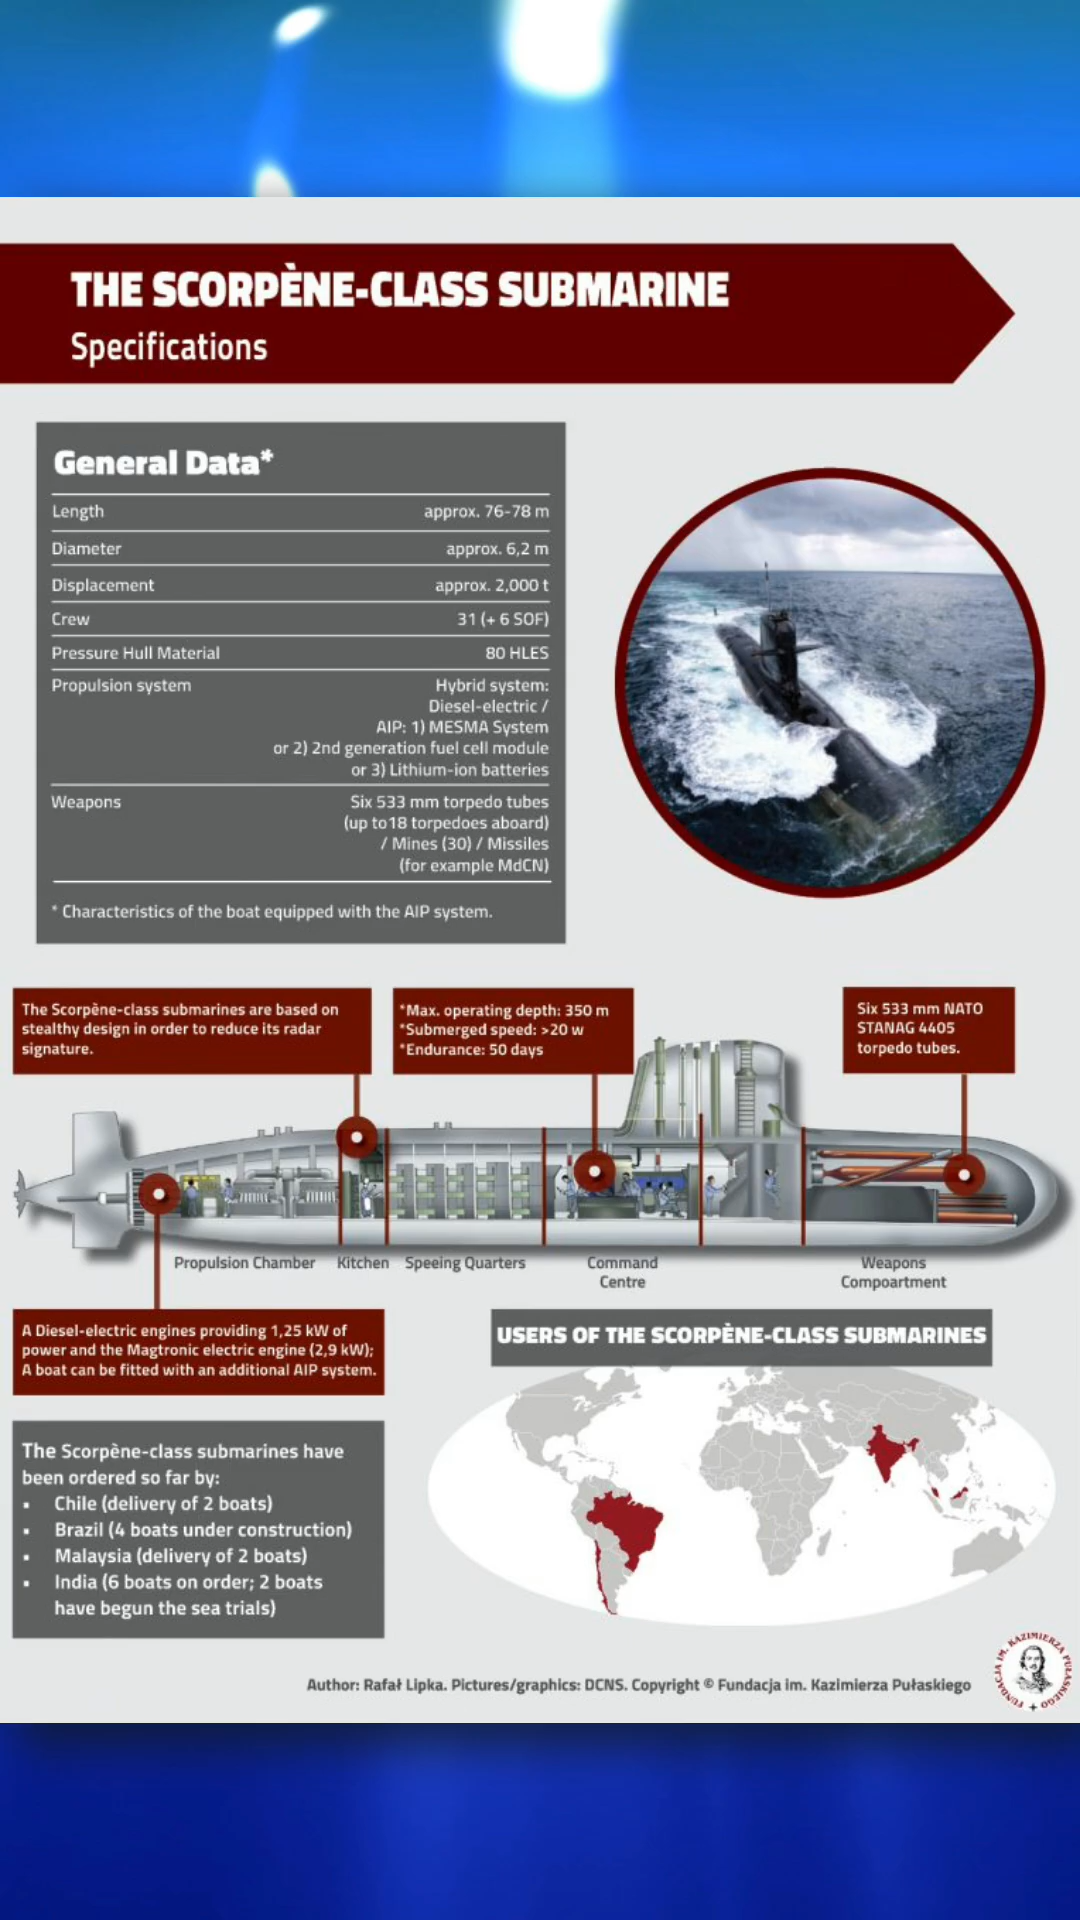 THE SCORPÈNE-CLASS SUBMARINE
Specifications
General Data*
Length approx. 76-78 m
Diameter approx. 6,2 m
Displacement approx. 2,000 t
Crew 31 (+ 6 SOF)
Pressure Hull Material 80 HLES
Propulsion system Hybrid system:
Diesel-electric /
AIP: 1) MESMA System
or 2) 2nd generation fuel cell module
or 3) Lithium-ion batteries
Weapons Six 533 mm torpedo tubes
(up to18 torpedoes aboard)
/ Mines (30) / Missiles
(for example MdCN)
* Characteristics of the boat equipped with the AIP system.
The Scorpène-class submarines are based on
stealthy design in order to reduce its radar
signature.
*Max. operating depth: 350 m
*Submerged speed: >20 w
*Endurance: 50 days
Six 533 mm NATO
STANAG 4405
torpedo tubes.
Propulsion Chamber
Kitchen
Speeing Quarters
Command
Centre
Weapons
Compoartment
A Diesel-electric engines providing 1,25 kW of
power and the Magtronic electric engine (2,9 kW);
A boat can be fitted with an additional AIP system.
USERS OF THE SCORPÈNE-CLASS SUBMARINES
The Scorpène-class submarines have
been ordered so far by:
▪ Chile (delivery of 2 boats)
▪ Brazil (4 boats under construction)
▪ Malaysia (delivery of 2 boats)
▪ India (6 boats on order; 2 boats
have begun the sea trials)
Author: Rafał Lipka. Pictures/graphics: DCNS. Copyright © Fundacja im. Kazimierza Pułaskiego
FUNDACJA IM. KAZIMIERZA PUŁASKIEGO